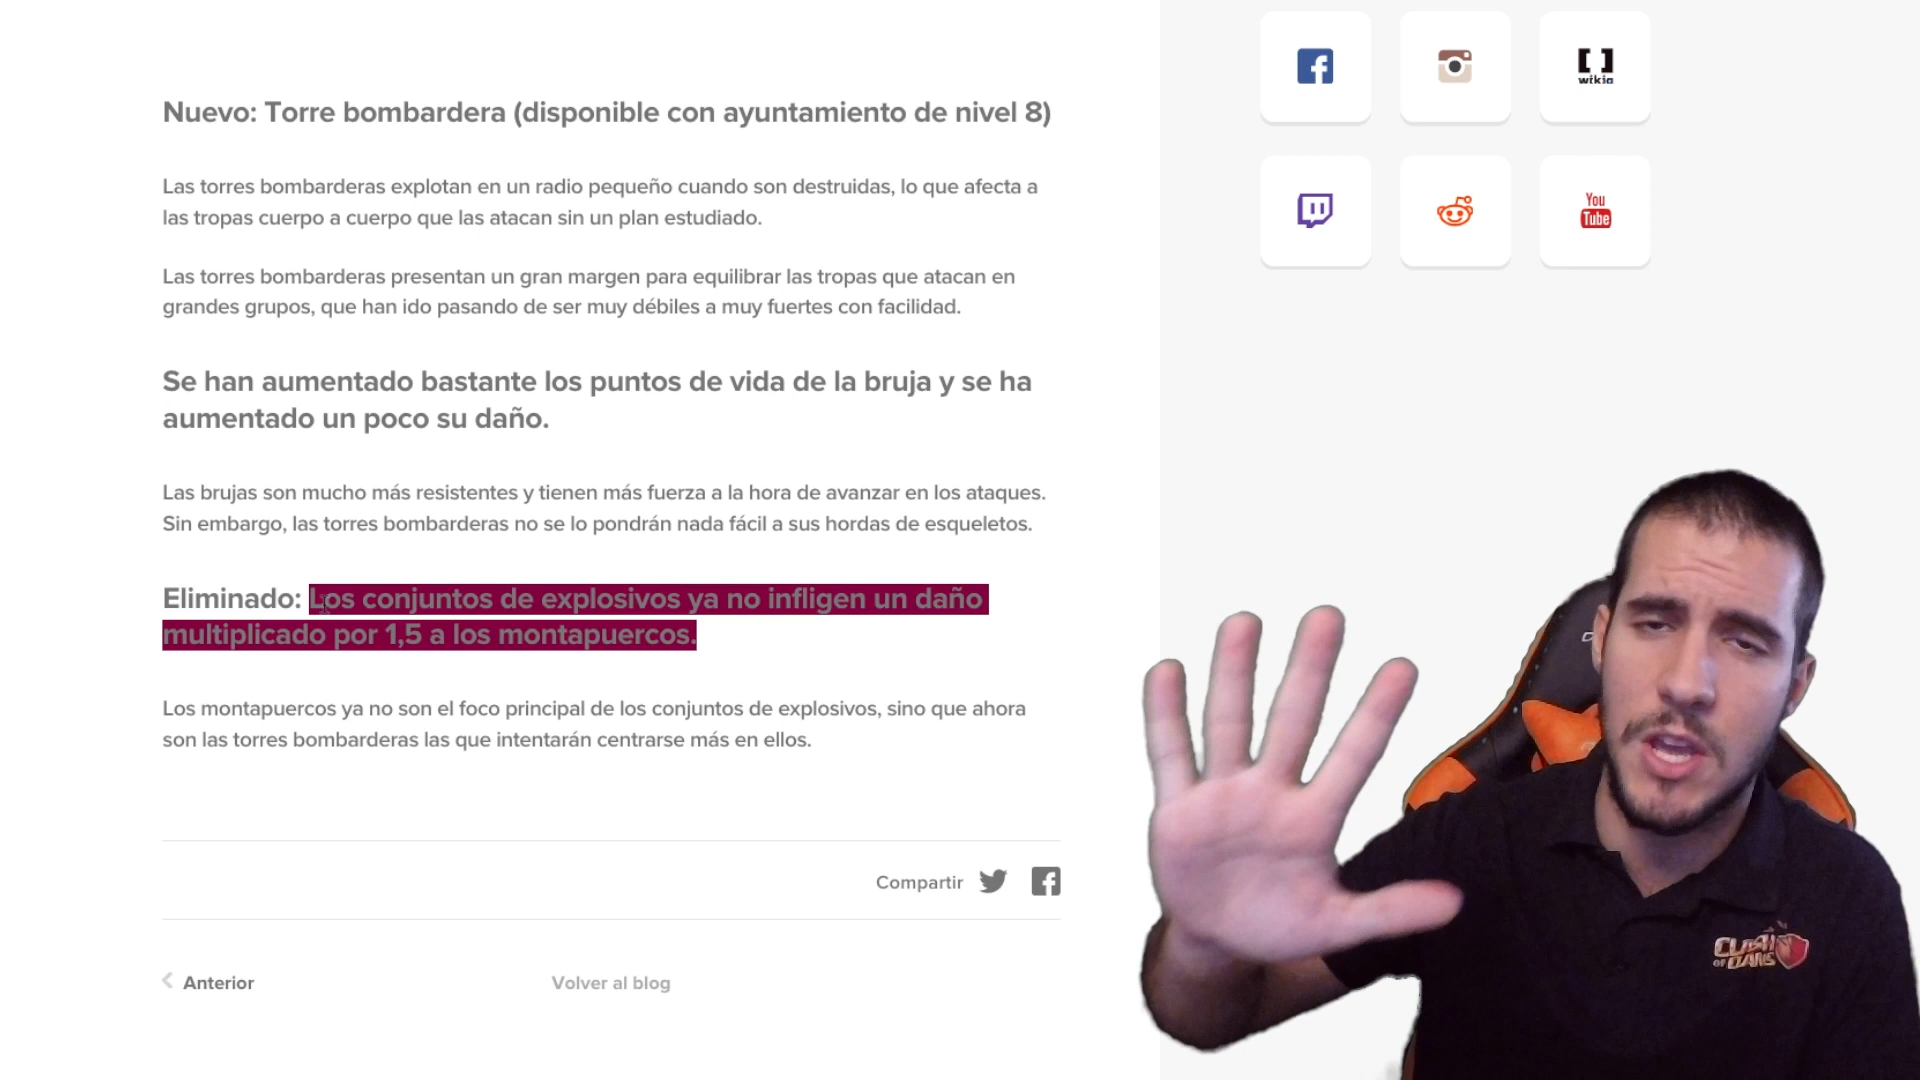 Nuevo: Torre bombardera (disponible con ayuntamiento de nivel 8)
Las torres bombarderas explotan en un radio pequeño cuando son destruidas, lo que afecta a
las tropas cuerpo a cuerpo que las atacan sin un plan estudiado.
Las torres bombarderas presentan un gran margen para equilibrar las tropas que atacan en
grandes grupos, que han ido pasando de ser muy débiles a muy fuertes con facilidad.
Se han aumentado bastante los puntos de vida de la bruja y se ha
aumentado un poco su daño.
Las brujas son mucho más resistentes y tienen más fuerza a la hora de avanzar en los ataques.
Sin embargo, las torres bombarderas no se lo pondrán nada fácil a sus hordas de esqueletos.
Eliminado: Los conjuntos de explosivos ya no infligen un daño
multiplicado por 1,5 a los montapuercos.
Los montapuercos ya no son el foco principal de los conjuntos de explosivos, sino que ahora
son las torres bombarderas las que intentarán centrarse más en ellos.
Compartir
Anterior
Volver al blog
wikia
You
Tube
CLASH
OF DANS